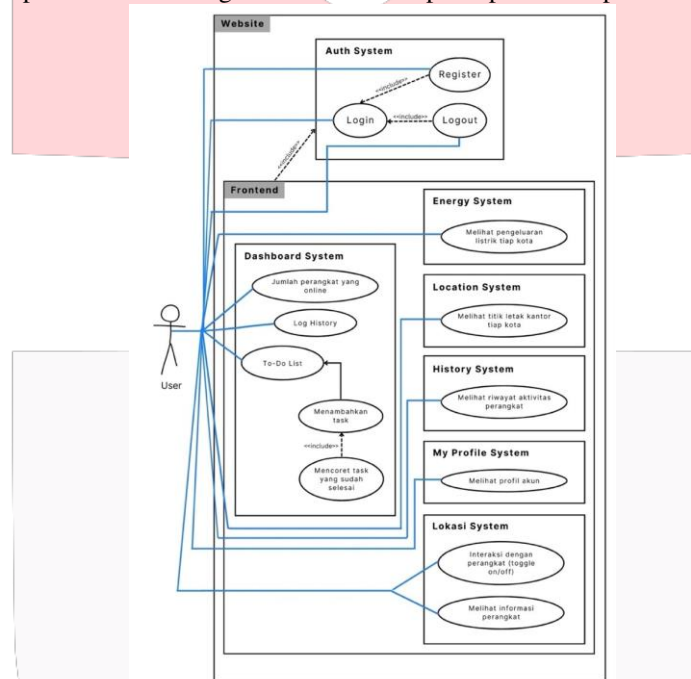 Website
Auth System
Register
<<include>>
Login
<<include>>
Logout
<<include>>
Frontend
Energy System
Melihat pengeluaran
listrik tiap kota
Dashboard System
Jumlah perangkat yang
online
Log History
To-Do List
Menambahkan
task
<<include>>
Mencoret task
yang sudah
selesai
Location System
Melihat titik letak kantor
tiap kota
History System
Melihat riwayat aktivitas
perangkat
My Profile System
Melihat profil akun
Lokasi System
Interaksi dengan
perangkat (toggle
on/off)
Melihat informasi
perangkat
User